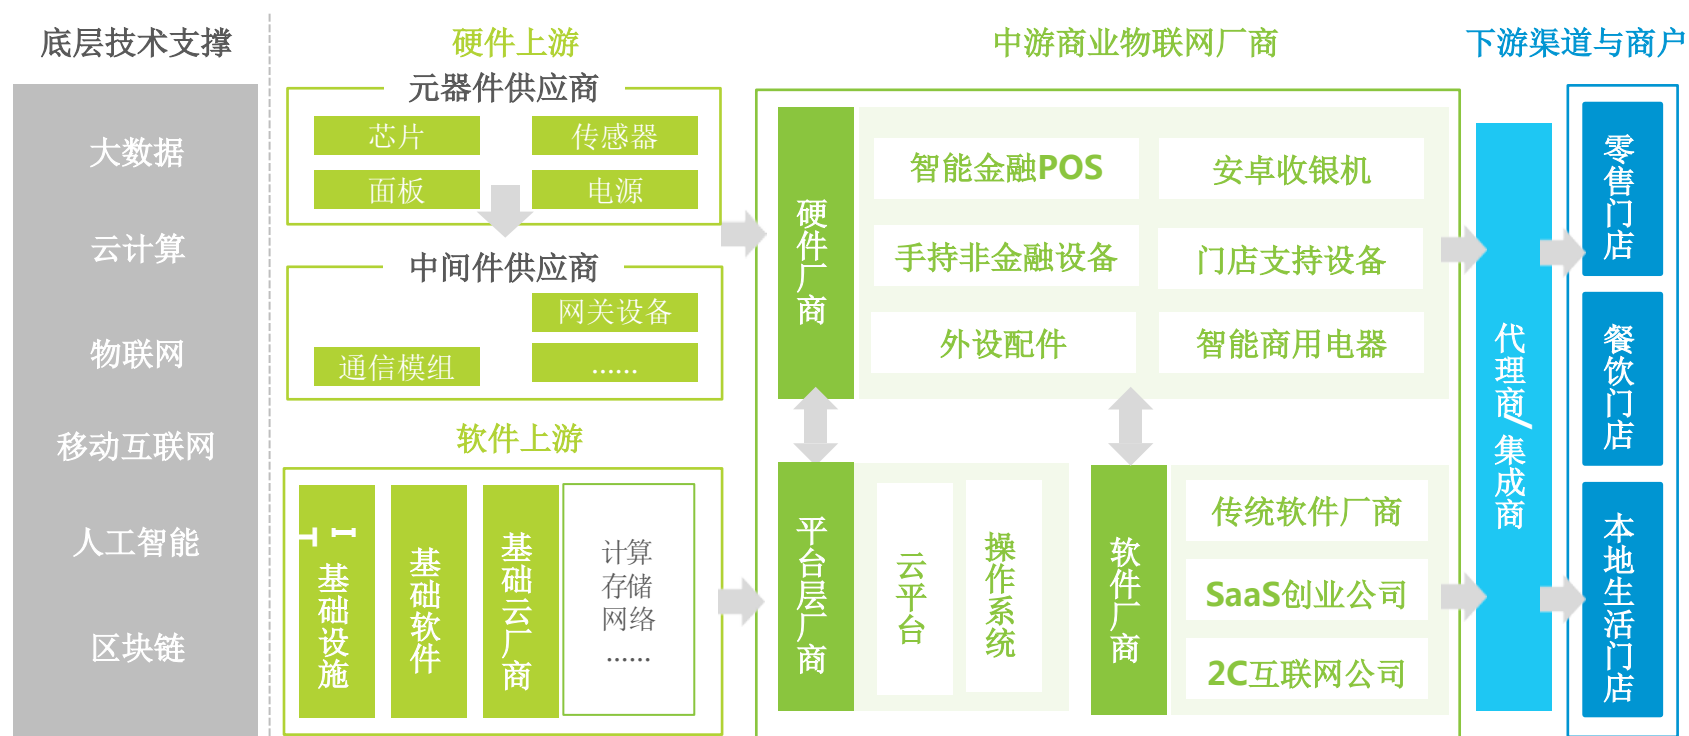 底层技术支撑
大数据
云计算
物联网
移动互联网
人工智能
区块链
硬件上游
元器件供应商
芯片
传感器
面板
电源
中间件供应商
网关设备
通信模组
......
软件上游
IT基础设施
基础软件
基础云厂商
计算
存储
网络
......
中游商业物联网厂商
硬件厂商
智能金融POS
安卓收银机
手持非金融设备
门店支持设备
外设配件
智能商用电器
平台层厂商
云平台
操作系统
软件厂商
传统软件厂商
SaaS创业公司
2C互联网公司
代理商/集成商
下游渠道与商户
零售门店
餐饮门店
本地生活门店